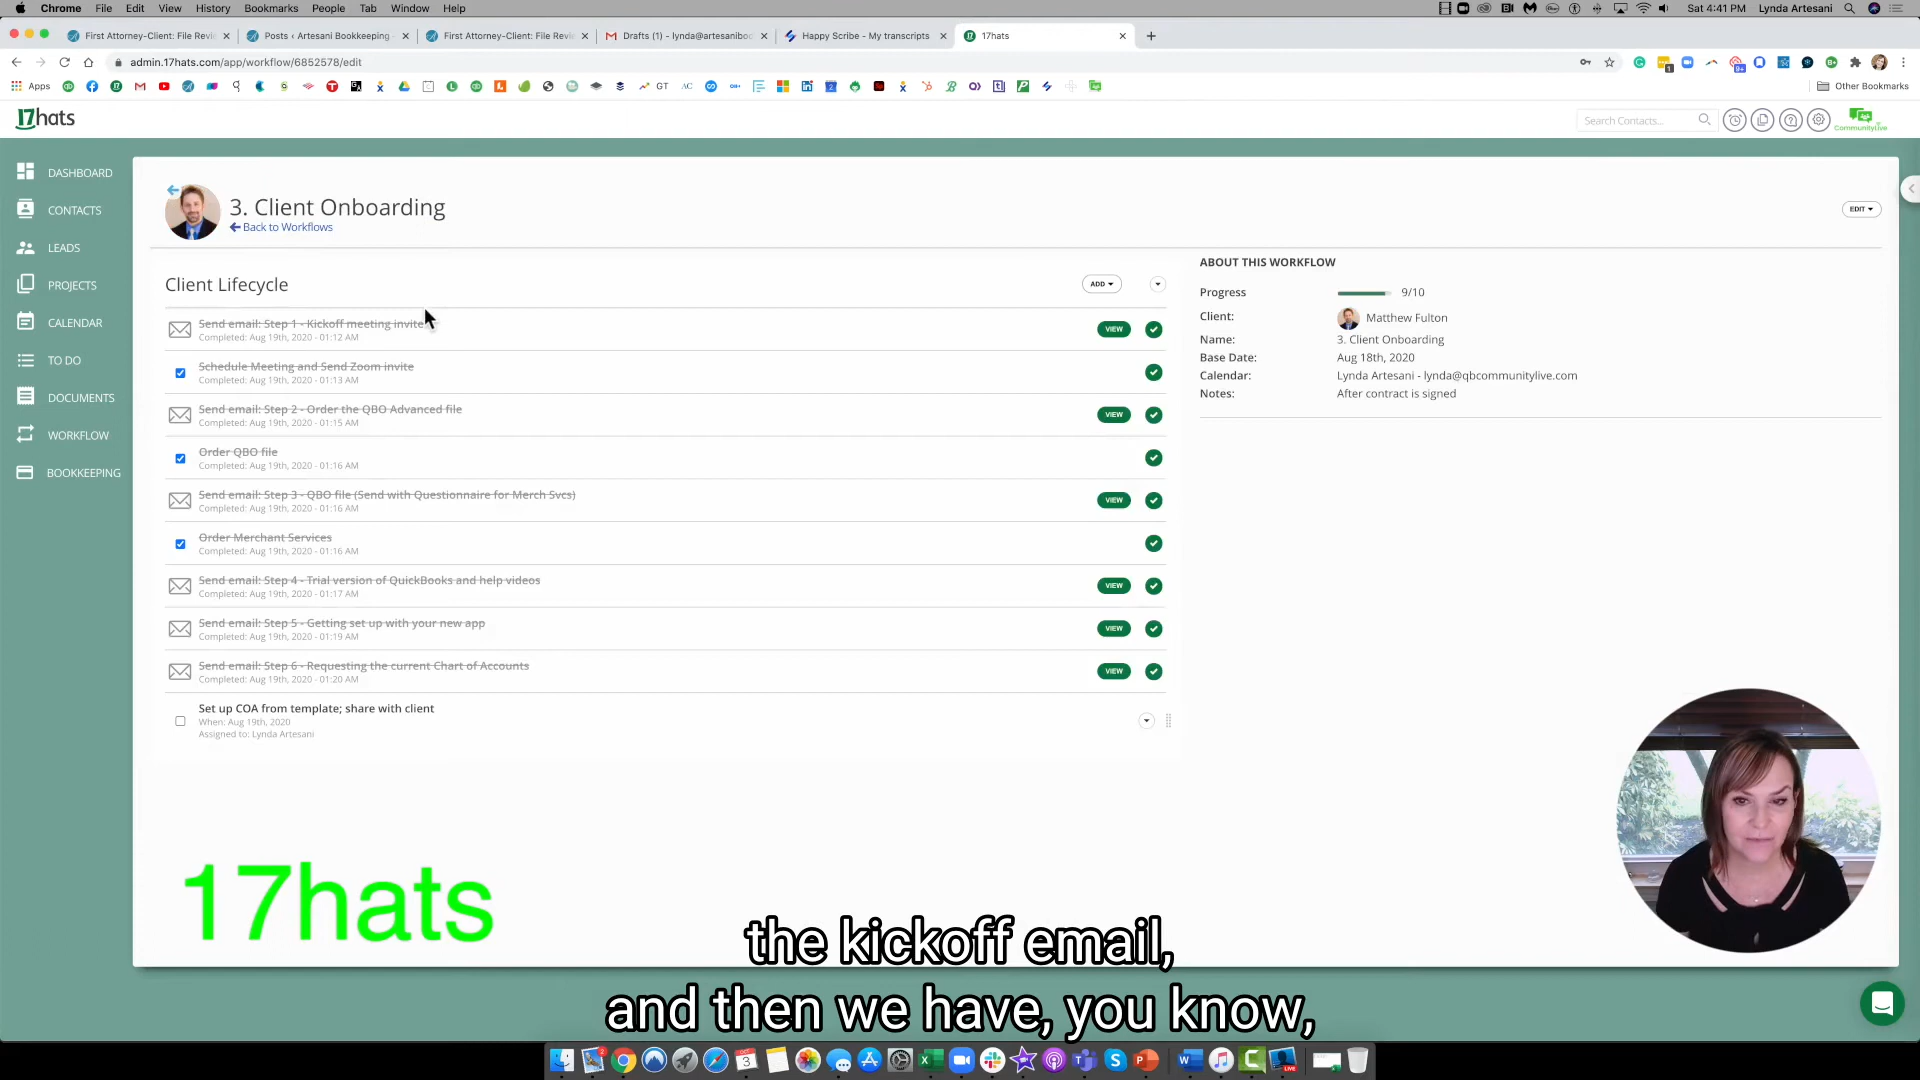 Chrome File Edit View History Bookmarks People Tab Window Help
Sat 4:41 PM Lynda Artesani
First Attorney-Client: File Revi
Posts ‹ Artesani Bookkeeping -
First Attorney-Client: File Revi
Drafts (1) - lynda@artesaniboo
Happy Scribe - My transcripts
17hats
admin.17hats.com/app/workflow/6852578/edit
Apps
GT
Other Bookmarks
17hats
Search Contacts...
CommunityLive
DASHBOARD
CONTACTS
LEADS
PROJECTS
CALENDAR
TO DO
DOCUMENTS
WORKFLOW
BOOKKEEPING
3. Client Onboarding
Back to Workflows
EDIT
Client Lifecycle
ADD
Send email: Step 1 - Kickoff meeting invite
Completed: Aug 19th, 2020 - 01:12 AM
VIEW
Schedule Meeting and Send Zoom invite
Completed: Aug 19th, 2020 - 01:13 AM
Send email: Step 2 - Order the QBO Advanced file
Completed: Aug 19th, 2020 - 01:15 AM
VIEW
Order QBO file
Completed: Aug 19th, 2020 - 01:16 AM
Send email: Step 3 - QBO file (Send with Questionnaire for Merch Svcs)
Completed: Aug 19th, 2020 - 01:16 AM
VIEW
Order Merchant Services
Completed: Aug 19th, 2020 - 01:16 AM
Send email: Step 4 - Trial version of QuickBooks and help videos
Completed: Aug 19th, 2020 - 01:17 AM
VIEW
Send email: Step 5 - Getting set up with your new app
Completed: Aug 19th, 2020 - 01:19 AM
VIEW
Send email: Step 6 - Requesting the current Chart of Accounts
Completed: Aug 19th, 2020 - 01:20 AM
VIEW
Set up COA from template; share with client
When: Aug 19th, 2020
Assigned to: Lynda Artesani
ABOUT THIS WORKFLOW
Progress 9/10
Client: Matthew Fulton
Name: 3. Client Onboarding
Base Date: Aug 18th, 2020
Calendar: Lynda Artesani - lynda@qbcommunitylive.com
Notes: After contract is signed
17hats
the kickoff email,
and then we have, you know,